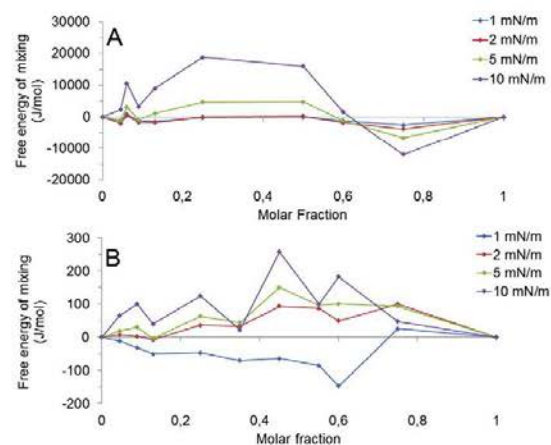 A
Free energy of mixing
(J/mol)
30000
20000
10000
0
-10000
-20000
0
0,2
0,4
0,6
0,8
1
Molar Fraction
1 mN/m
2 mN/m
5 mN/m
10 mN/m
B
Free energy of mixing
(J/mol)
300
200
100
0
-100
-200
0
0,2
0,4
0,6
0,8
1
Molar fraction
1 mN/m
2 mN/m
5 mN/m
10 mN/m